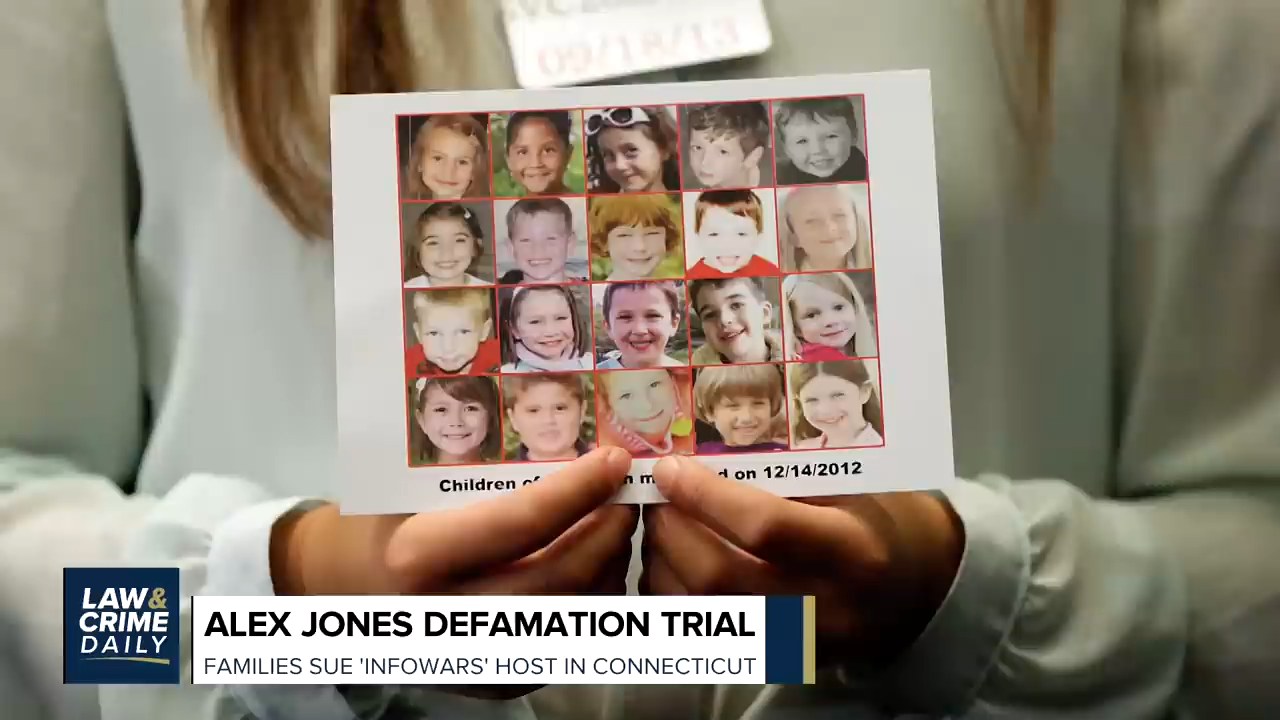 09/18/13
Children of m d on 12/14/2012
LAW&
CRIME
DAILY
ALEX JONES DEFAMATION TRIAL
FAMILIES SUE 'INFOWARS' HOST IN CONNECTICUT